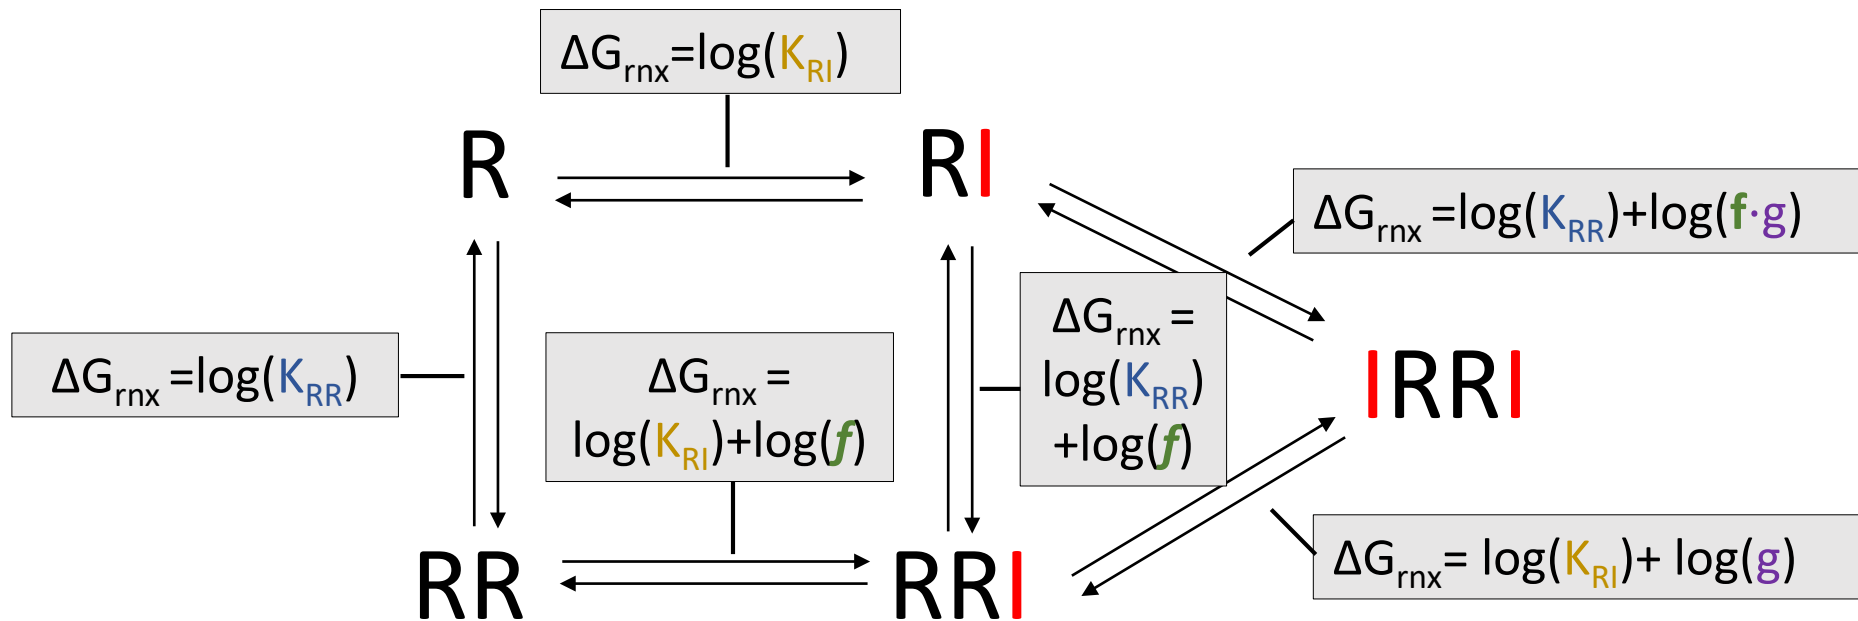 ΔGrnx=log(KRI)
R
RI
ΔGrnx =log(KRR)+log(f·g)
ΔGrnx =log(KRR)
ΔGrnx =
log(KRI)+log(f)
ΔGrnx =
log(KRR)
+log(f)
IRRI
RR
RRI
ΔGrnx= log(KRI)+ log(g)